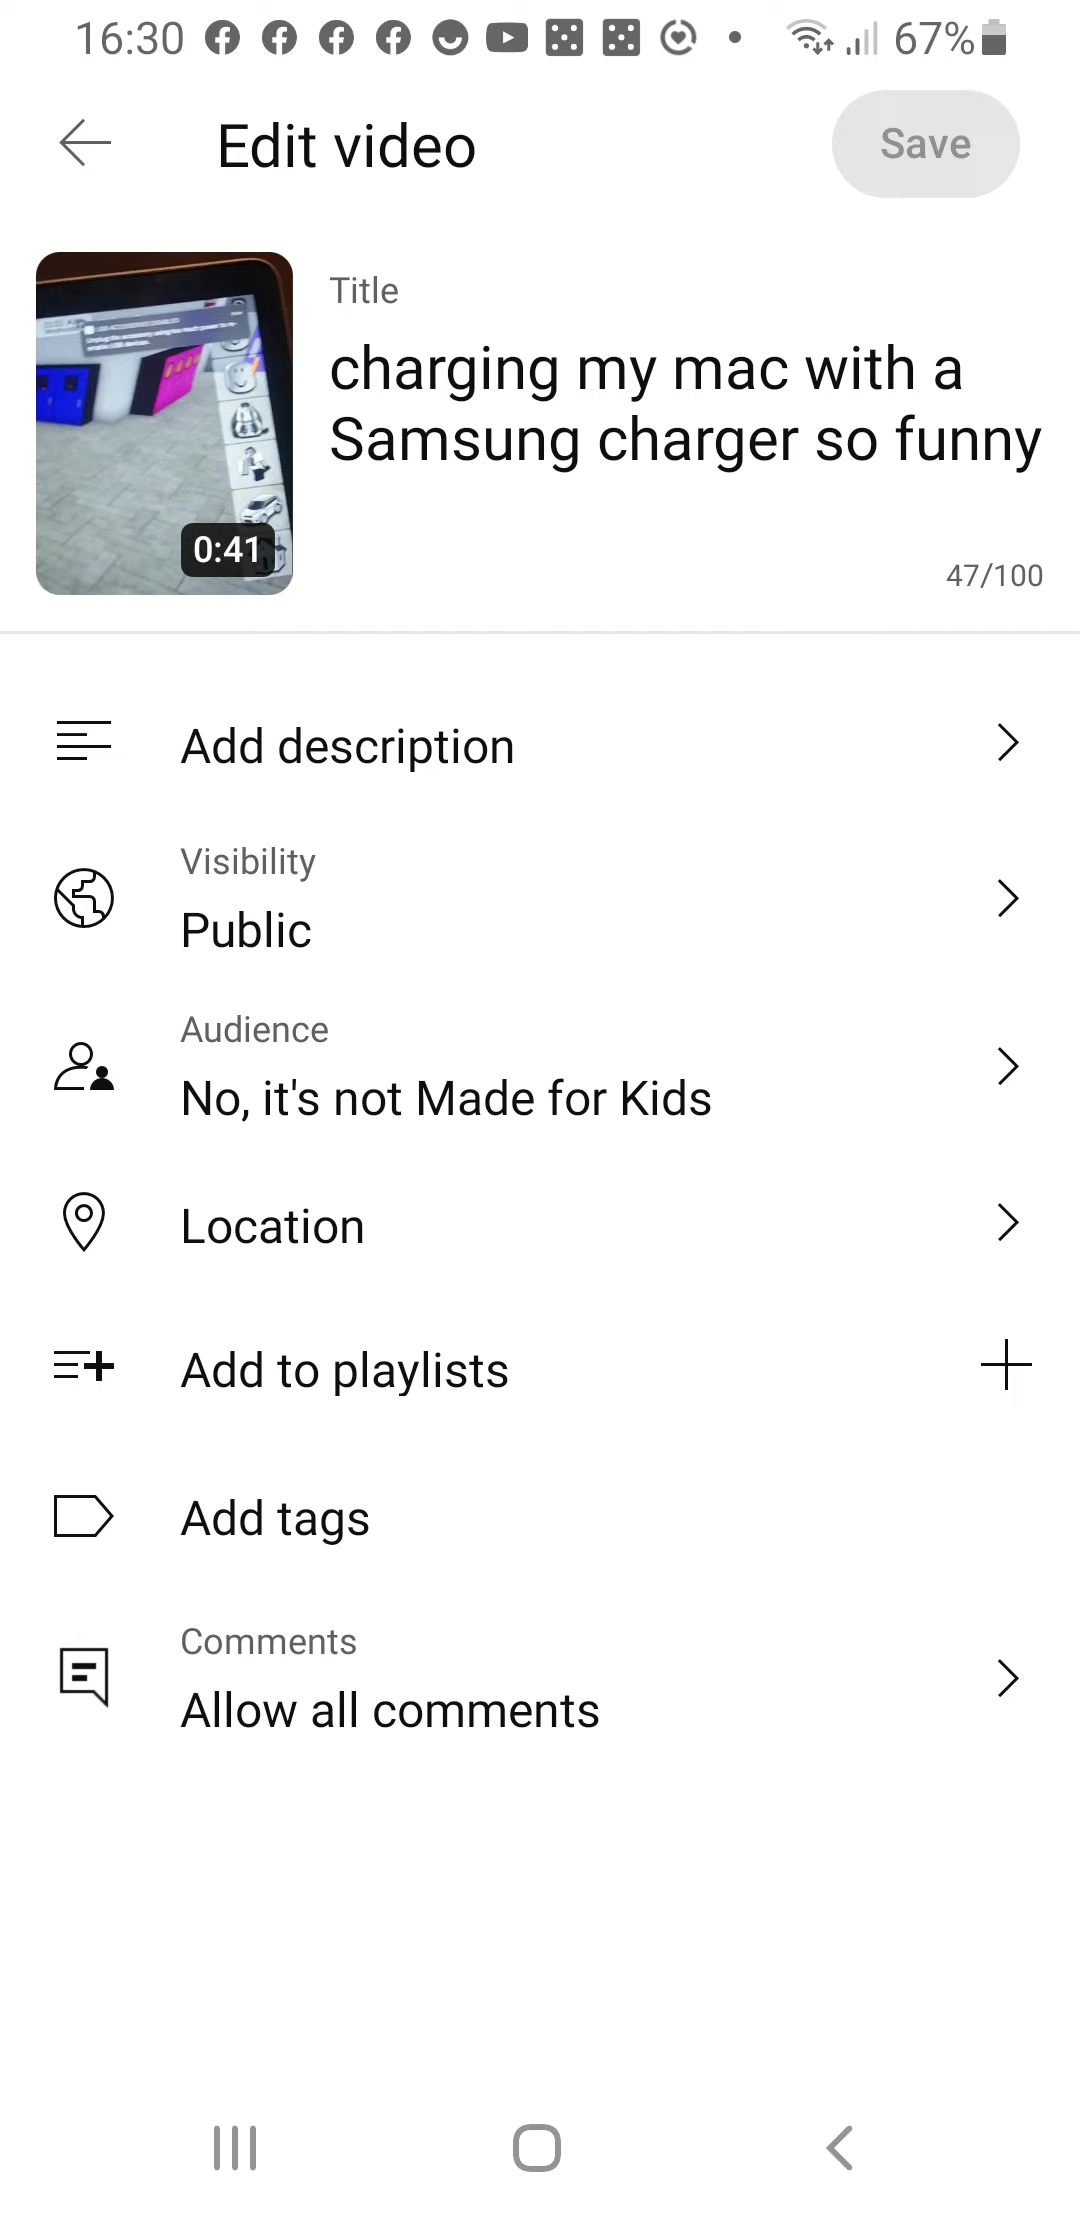 16:30
67%
Edit video
Save
Title
charging my mac with a
Samsung charger so funny
0:41
47/100
Add description
Visibility
Public
Audience
No, it's not Made for Kids
Location
Add to playlists
Add tags
Comments
Allow all comments